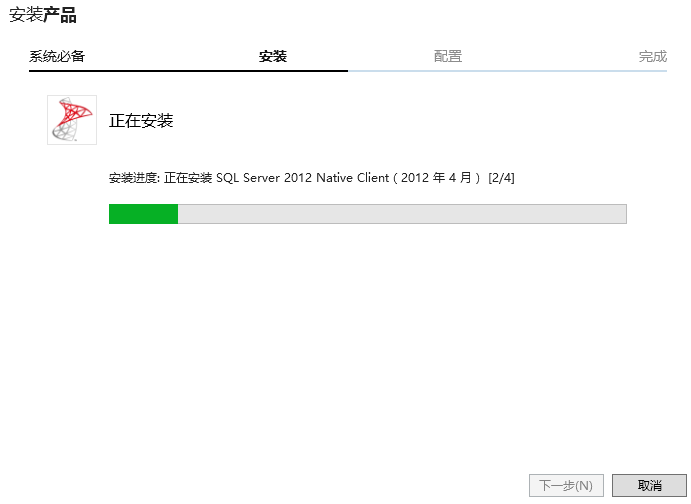 安装产品
系统必备 安装 配置 完成
正在安装
安装进度: 正在安装 SQL Server 2012 Native Client ( 2012 年 4 月 ) [2/4]
下一步(N) 取消